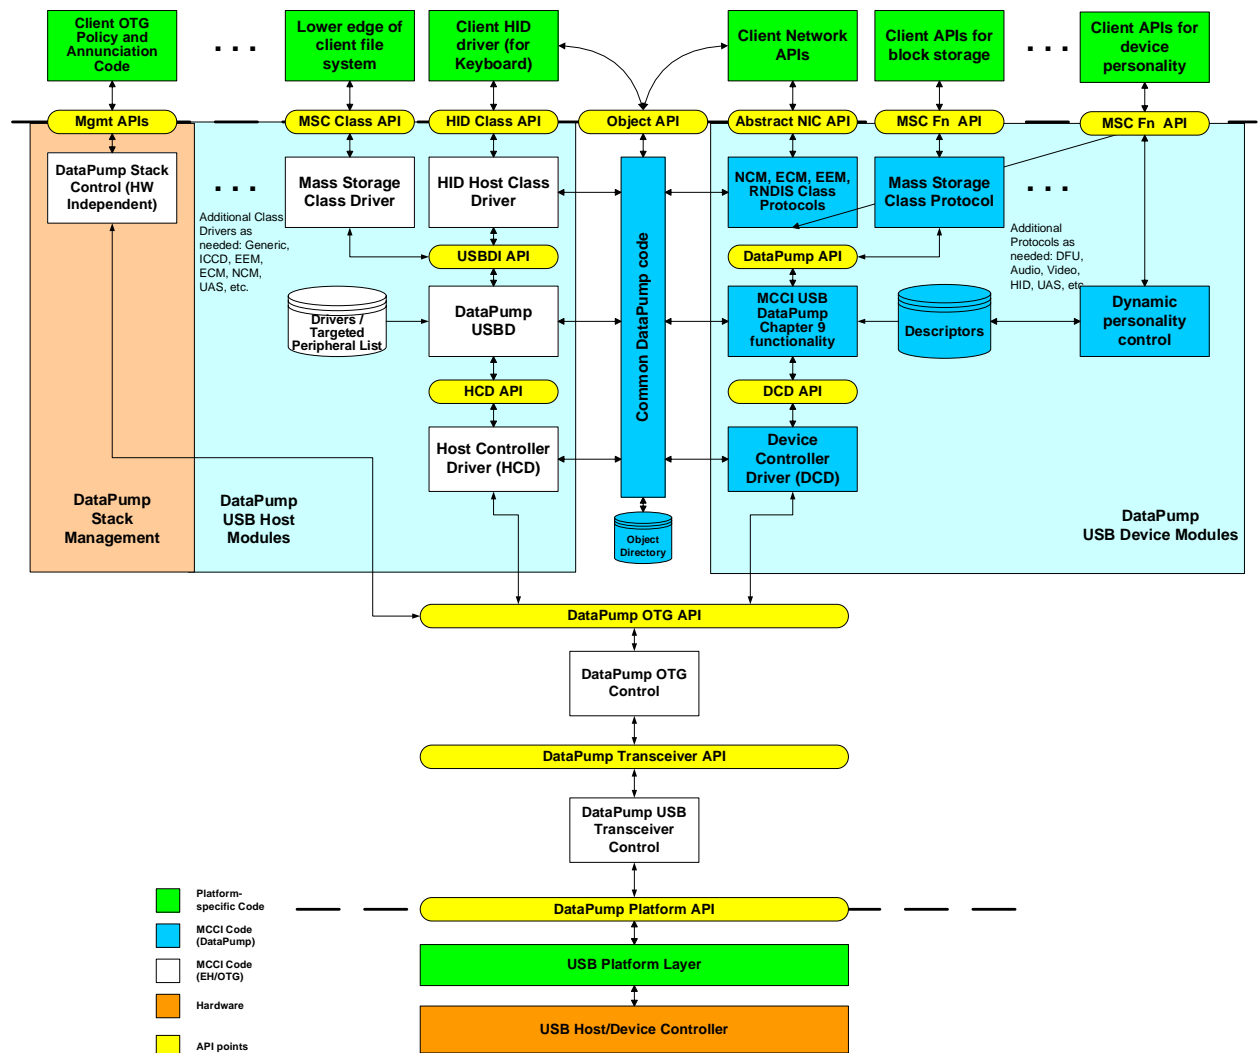 Client OTG
Policy and
Annunciation
Code
. . .
Lower edge of
client file
system
Client HID
driver (for
Keyboard)
Client Network
APIs
Client APIs for
block storage
. . .
Client APIs for
device
personality
Mgmt APIs
MSC Class API
HID Class API
Object API
Abstract NIC API
MSC Fn API
MSC Fn API
DataPump Stack
Control (HW
Independent)
. . .
Additional Class
Drivers as
needed: Generic,
ICCD, EEM,
ECM, NCM,
UAS, etc.
Mass Storage
Class Driver
HID Host Class
Driver
USBDI API
Drivers /
Targeted
Peripheral List
DataPump
USBD
HCD API
Host Controller
Driver (HCD)
Common DataPump code
Object
Directory
NCM, ECM, EEM,
RNDIS Class
Protocols
Mass Storage
Class Protocol
. . .
Additional
Protocols as
needed: DFU,
Audio, Video,
HID, UAS, etc
DataPump API
MCCI USB
DataPump
Chapter 9
functionality
Descriptors
Dynamic
personality
control
DCD API
Device
Controller
Driver (DCD)
DataPump
Stack
Management
DataPump
USB Host
Modules
DataPump
USB Device Modules
DataPump OTG API
DataPump OTG
Control
DataPump Transceiver API
DataPump USB
Transceiver
Control
DataPump Platform API
USB Platform Layer
USB Host/Device Controller
Platform-
specific Code
MCCI Code
(DataPump)
MCCI Code
(EH/OTG)
Hardware
API points